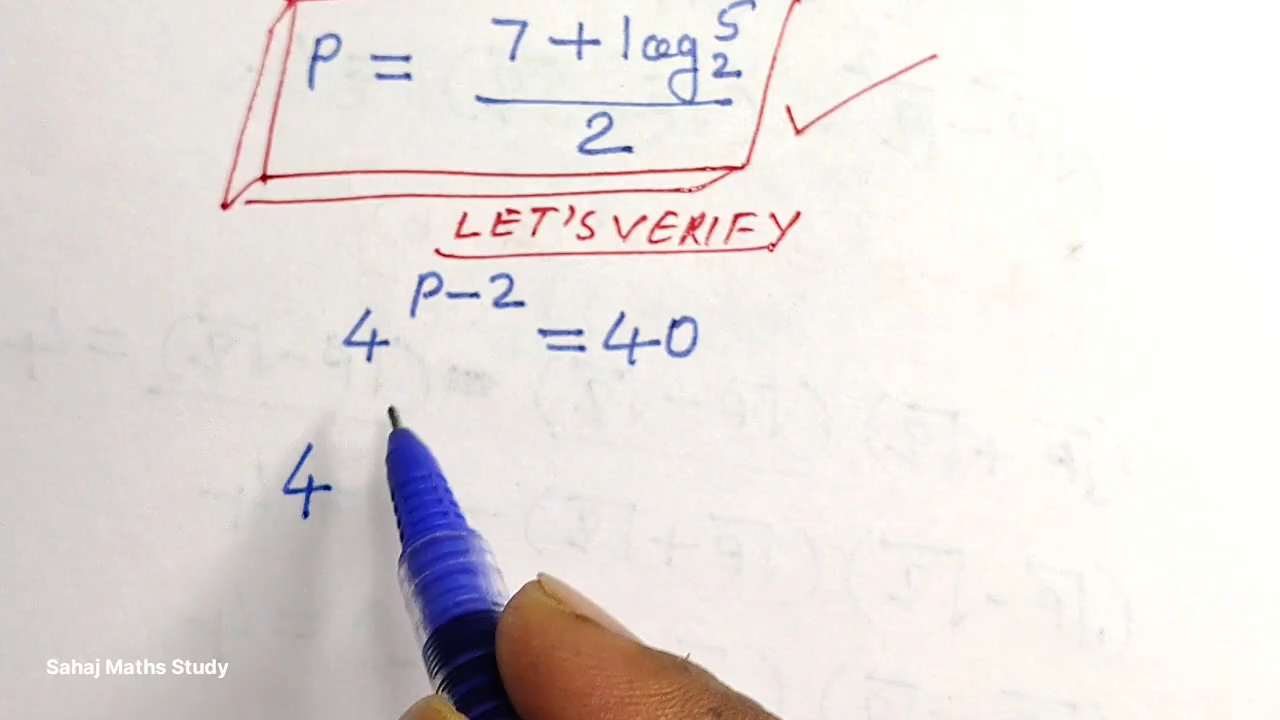 P = 7 + log₂⁵ / 2
LET'S VERIFY
4^(P-2) = 40
4
Sahaj Maths Study